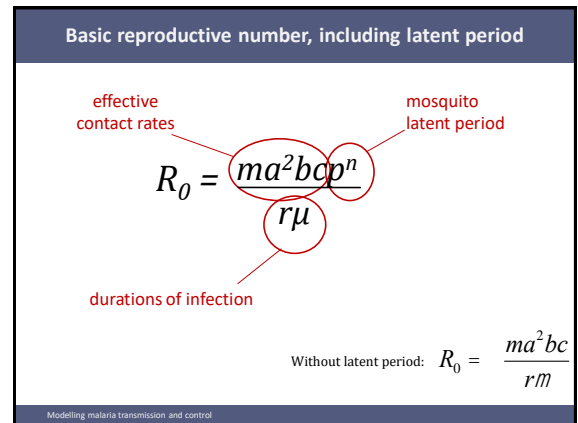 Basic reproductive number, including latent period
effective
contact rates
mosquito
latent period
R₀ = ma²bcpⁿ
rμ
durations of infection
Without latent period: R₀ = ma²bc
rm
Modelling malaria transmission and control